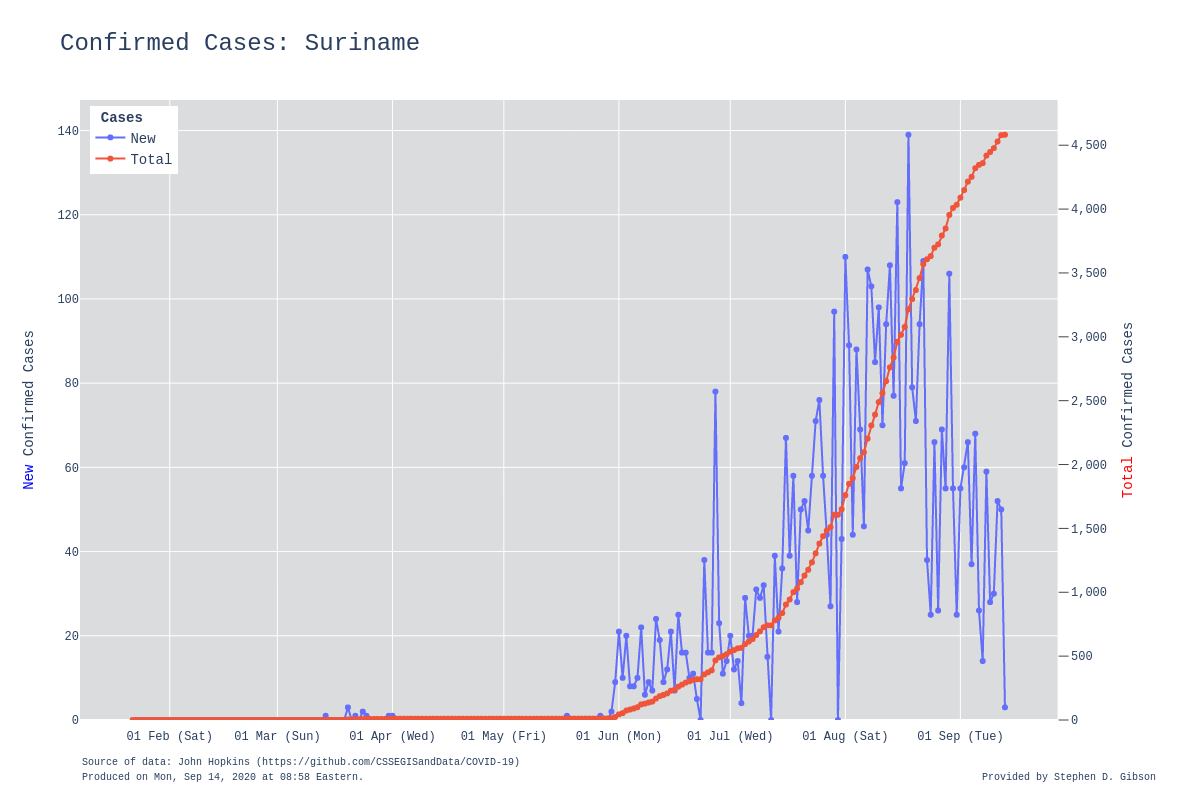 Confirmed Cases: Suriname
Cases
New
Total
140
120
100
80
60
40
20
0
New Confirmed Cases
4,500
4,000
3,500
3,000
2,500
2,000
1,500
1,000
500
0
Total Confirmed Cases
01 Feb (Sat) 01 Mar (Sun) 01 Apr (Wed) 01 May (Fri) 01 Jun (Mon) 01 Jul (Wed) 01 Aug (Sat) 01 Sep (Tue)
Source of data: John Hopkins (https://github.com/CSSEGISandData/COVID-19)
Produced on Mon, Sep 14, 2020 at 08:58 Eastern.
Provided by Stephen D. Gibson